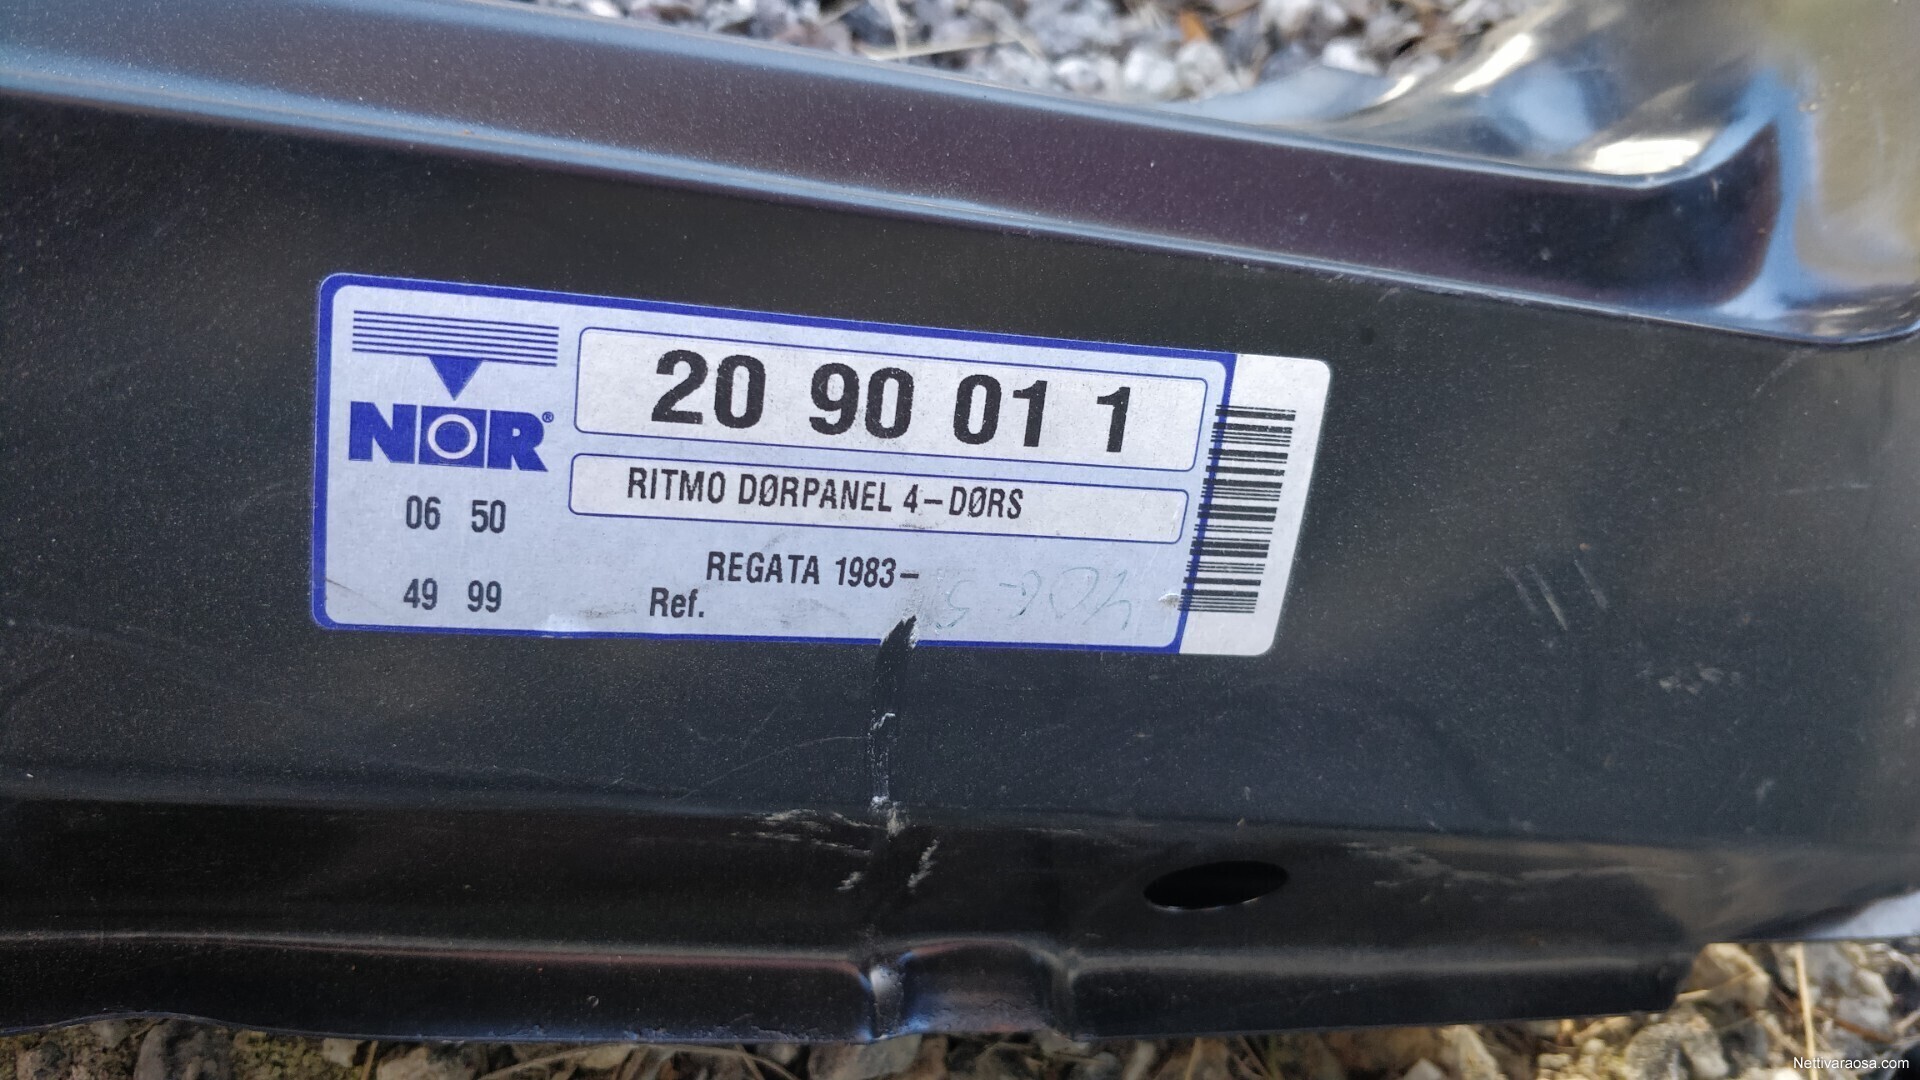 NOR®
20 90 01 1
RITMO DØRPANEL 4-DØRS
06 50
REGATA 1983-
49 99
Ref.
Nettivaraosa.com